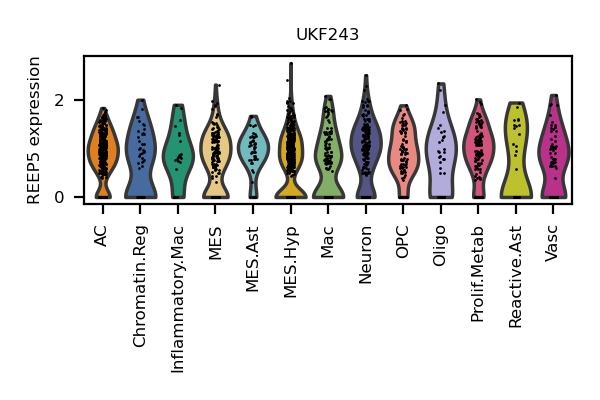 UKF243
REEP5 expression
2
0
AC
Chromatin.Reg
Inflammatory.Mac
MES
MES.Ast
MES.Hyp
Mac
Neuron
OPC
Oligo
Prolif.Metab
Reactive.Ast
Vasc